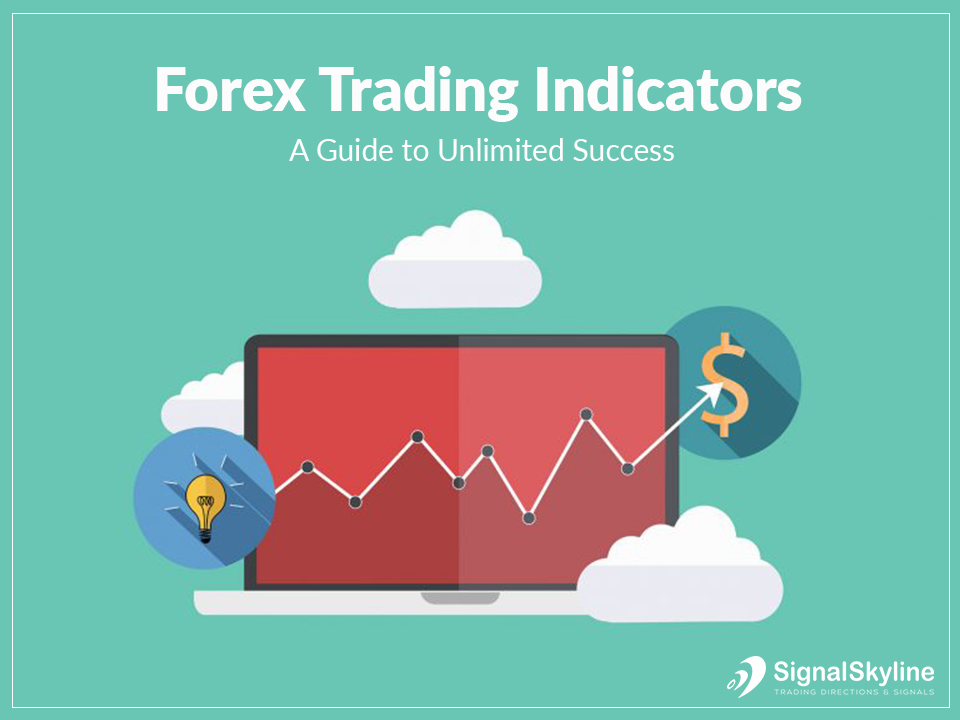 Forex Trading Indicators
A Guide to Unlimited Success
$
SignalSkyline
TRADING DIRECTIONS & SIGNALS